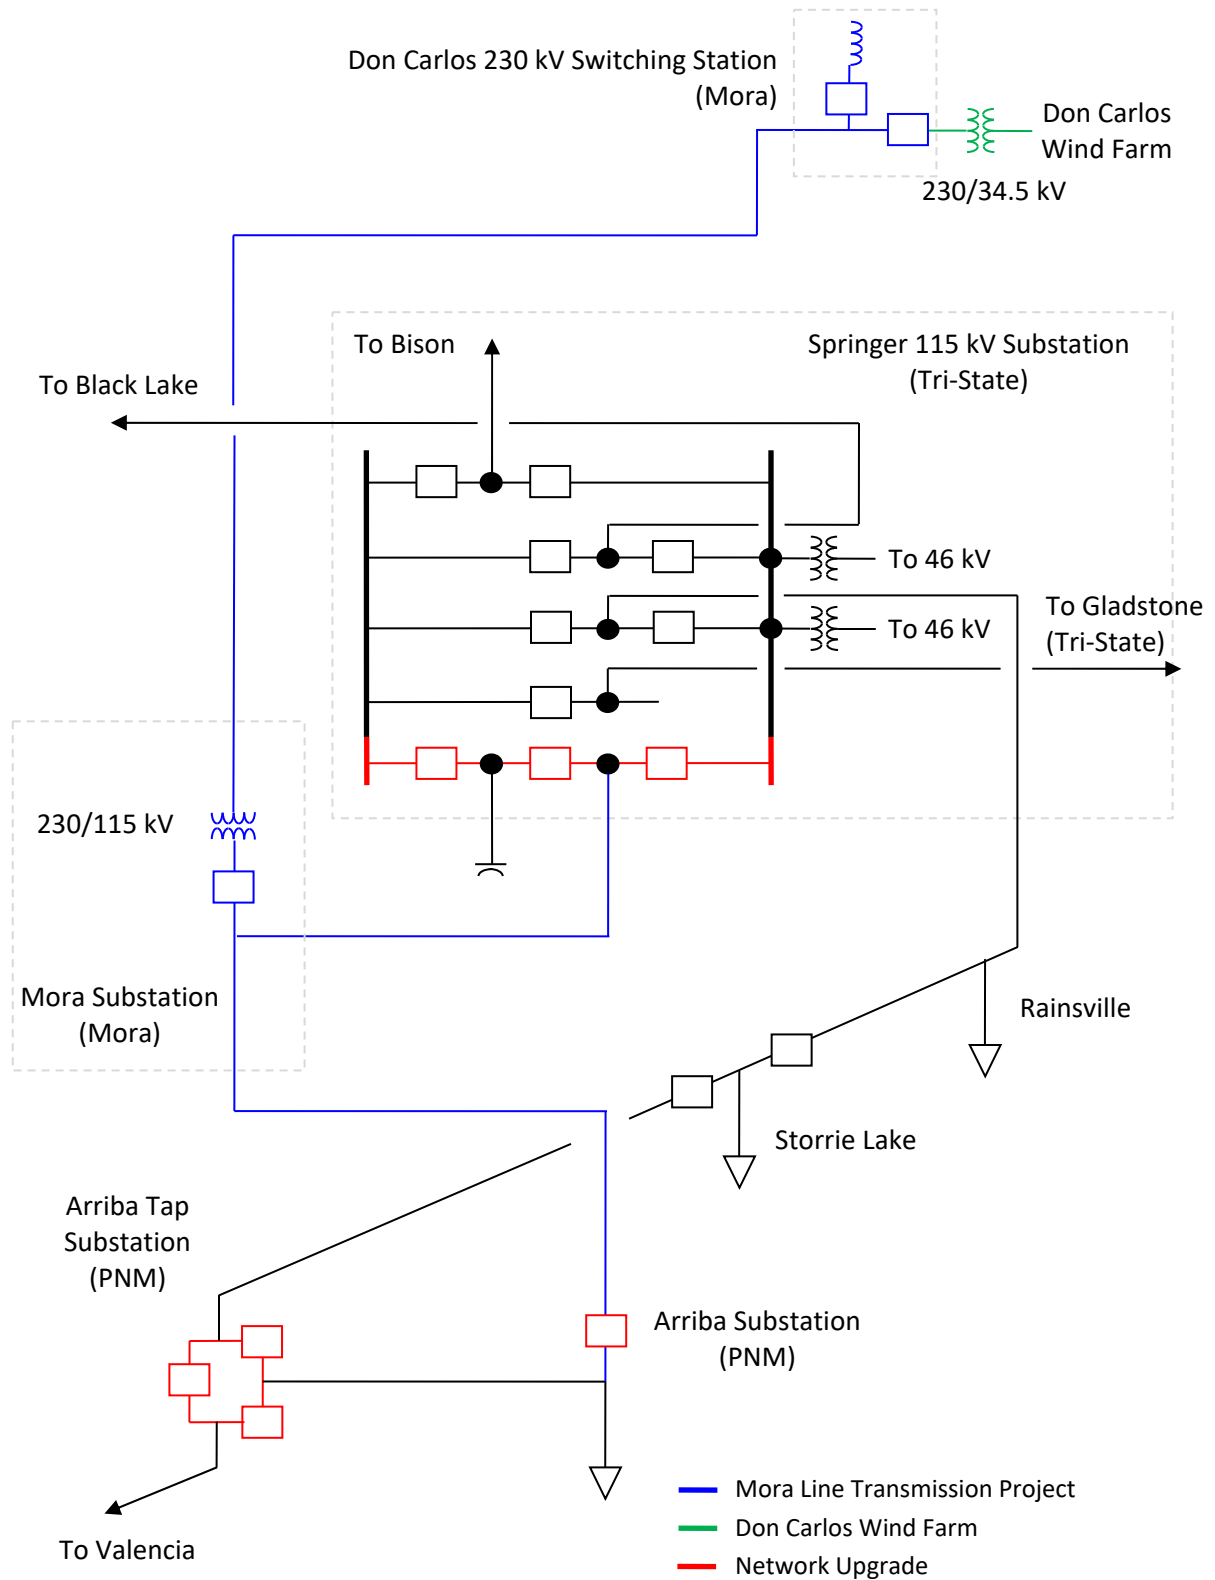 Don Carlos 230 kV Switching Station
(Mora)
Don Carlos
Wind Farm
230/34.5 kV
To Bison
Springer 115 kV Substation
(Tri-State)
To Black Lake
To 46 kV
To Gladstone
(Tri-State)
To 46 kV
230/115 kV
Mora Substation
(Mora)
Rainsville
Storrie Lake
Arriba Tap
Substation
(PNM)
Arriba Substation
(PNM)
To Valencia
Mora Line Transmission Project
Don Carlos Wind Farm
Network Upgrade